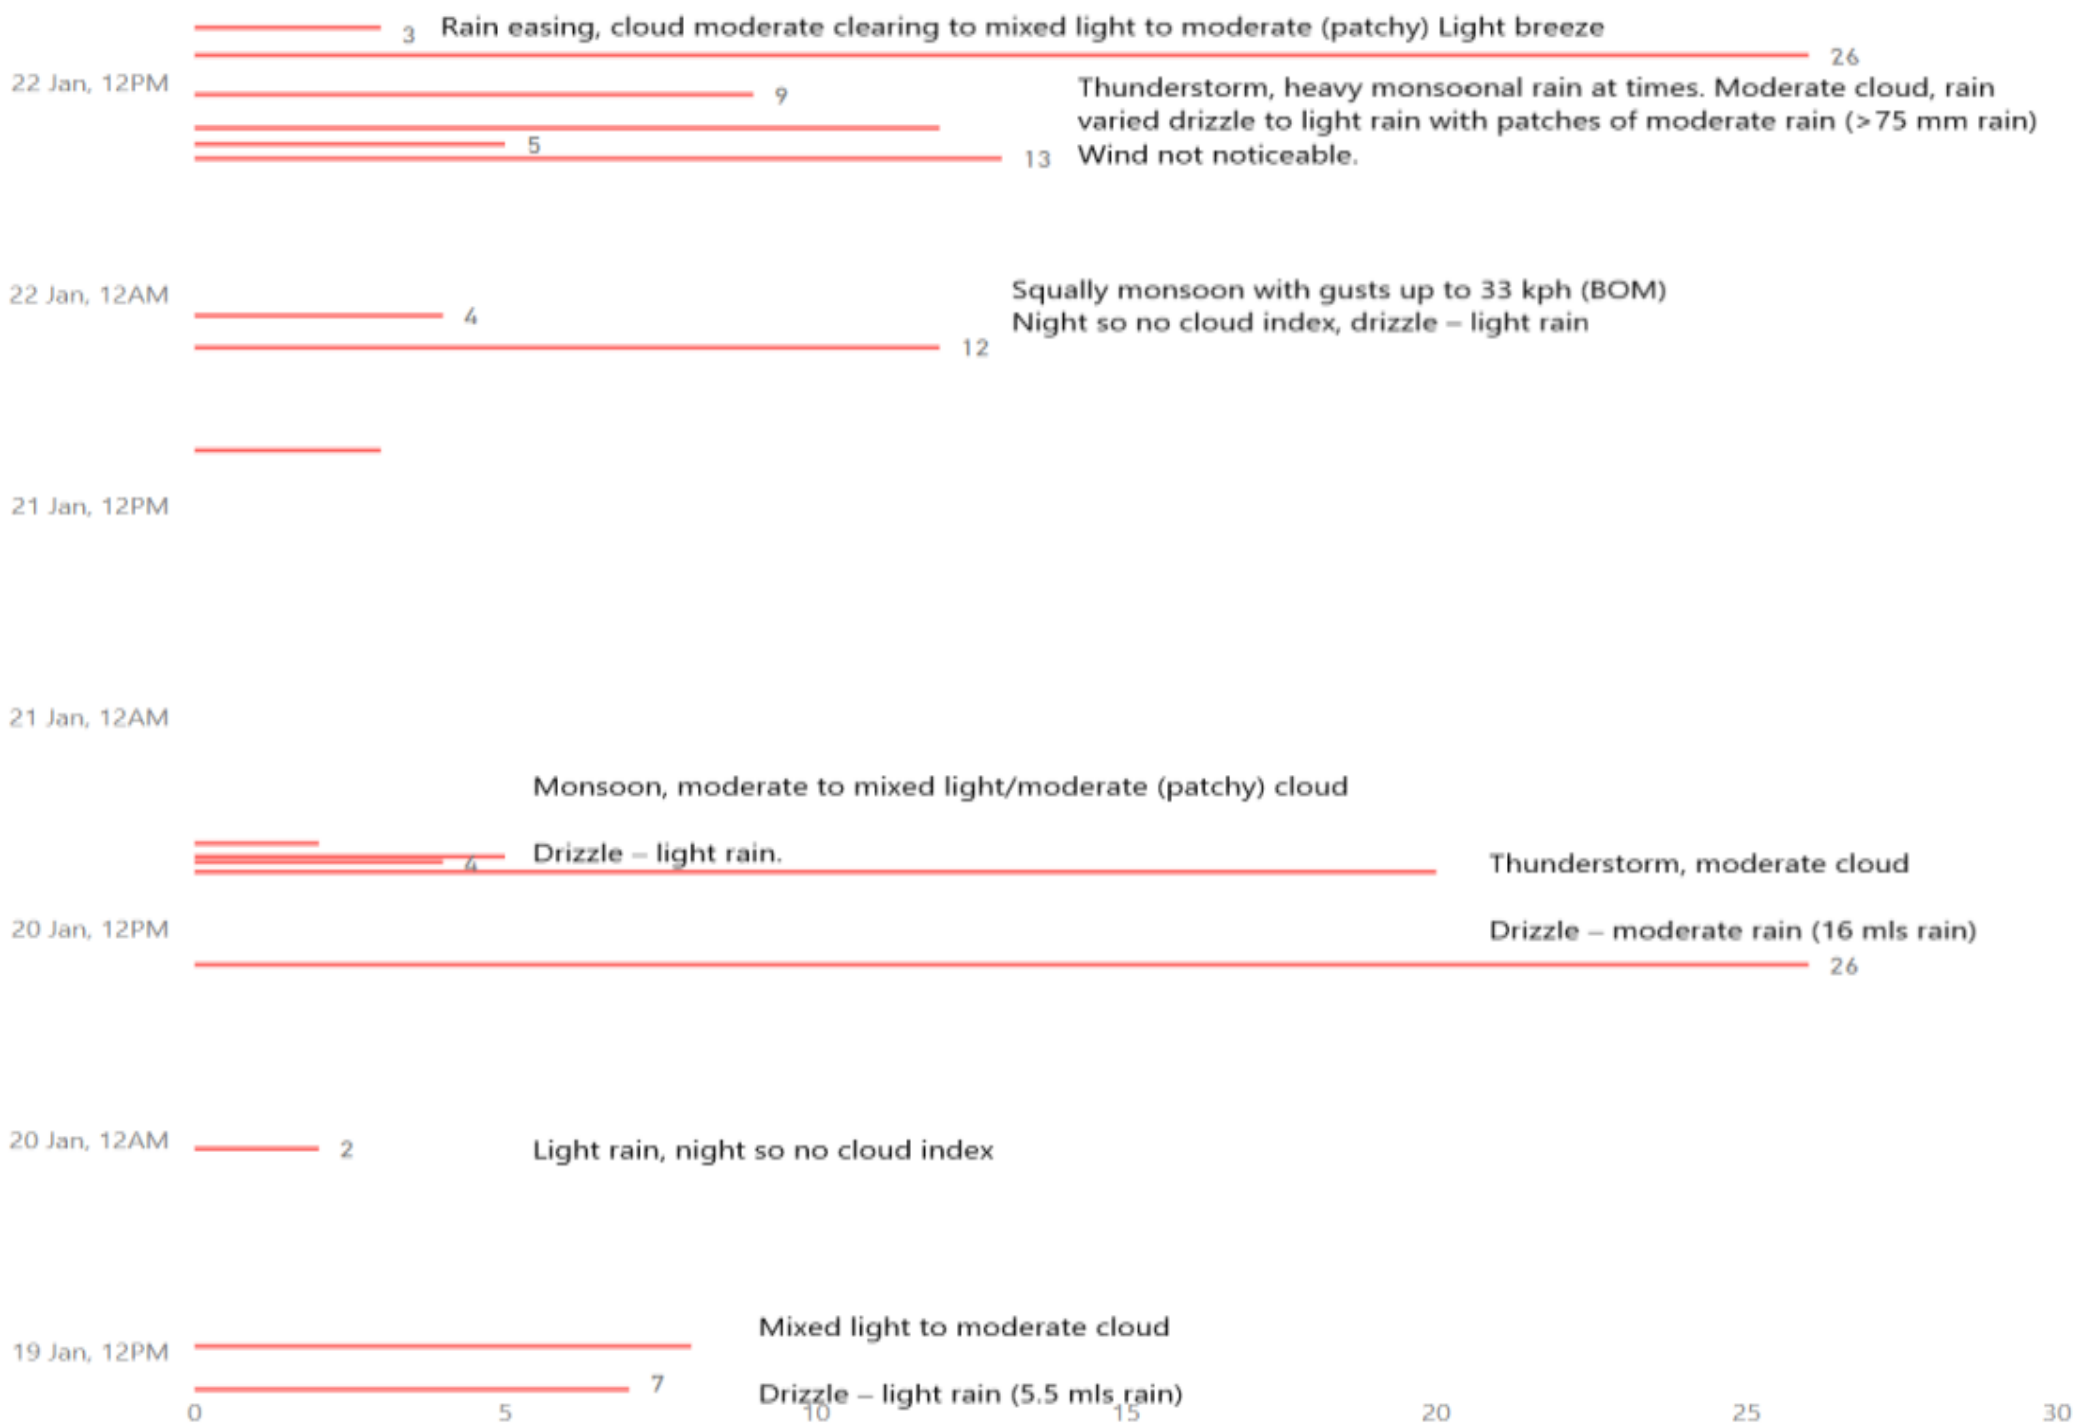 3 Rain easing, cloud moderate clearing to mixed light to moderate (patchy) Light breeze
26
22 Jan, 12PM
9
Thunderstorm, heavy monsoonal rain at times. Moderate cloud, rain
varied drizzle to light rain with patches of moderate rain (>75 mm rain)
5
13 Wind not noticeable.
22 Jan, 12AM
Squally monsoon with gusts up to 33 kph (BOM)
4
Night so no cloud index, drizzle – light rain
12
21 Jan, 12PM
21 Jan, 12AM
Monsoon, moderate to mixed light/moderate (patchy) cloud
4 Drizzle – light rain.
Thunderstorm, moderate cloud
20 Jan, 12PM
Drizzle – moderate rain (16 mls rain)
26
20 Jan, 12AM
2 Light rain, night so no cloud index
Mixed light to moderate cloud
19 Jan, 12PM
7
Drizzle – light rain (5.5 mls rain)
0 5 10 15 20 25 30